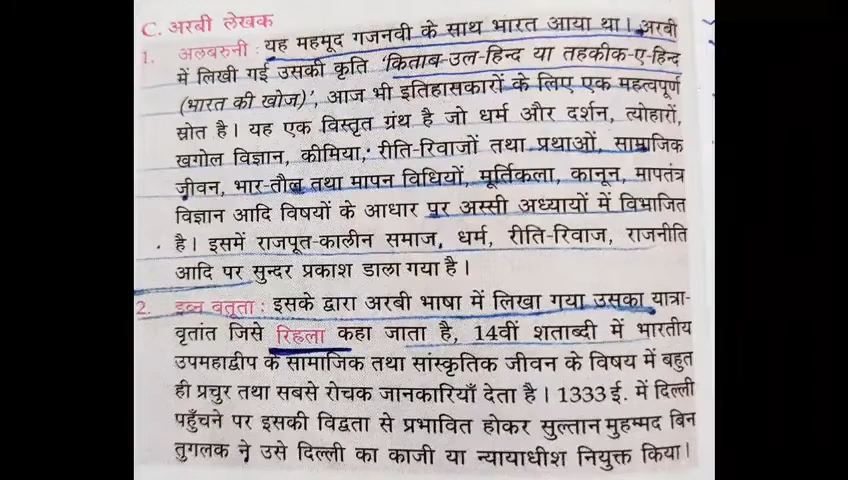 C. अरबी लेखक
1. अलबरुनी : यह महमूद गजनवी के साथ भारत आया था। अरबी
में लिखी गई उसकी कृति 'किताब-उल-हिन्द या तहकीक-ए-हिन्द
(भारत की खोज)', आज भी इतिहासकारों के लिए एक महत्वपूर्ण
स्रोत है। यह एक विस्तृत ग्रंथ है जो धर्म और दर्शन, त्योहारों,
खगोल विज्ञान, कीमिया, रीति-रिवाजों तथा प्रथाओं, सामाजिक
जीवन, भार-तौल तथा मापन विधियों, मूर्तिकला, कानून, मापतंत्र
विज्ञान आदि विषयों के आधार पर अस्सी अध्यायों में विभाजित
है। इसमें राजपूत-कालीन समाज, धर्म, रीति-रिवाज, राजनीति
आदि पर सुन्दर प्रकाश डाला गया है।
2. इब्न बतूता : इसके द्वारा अरबी भाषा में लिखा गया उसका यात्रा-
वृतांत जिसे रिह्ला कहा जाता है, 14वीं शताब्दी में भारतीय
उपमहाद्वीप के सामाजिक तथा सांस्कृतिक जीवन के विषय में बहुत
ही प्रचुर तथा सबसे रोचक जानकारियाँ देता है। 1333 ई. में दिल्ली
पहुँचने पर इसकी विद्वता से प्रभावित होकर सुल्तान मुहम्मद बिन
तुगलक ने उसे दिल्ली का काजी या न्यायाधीश नियुक्त किया।